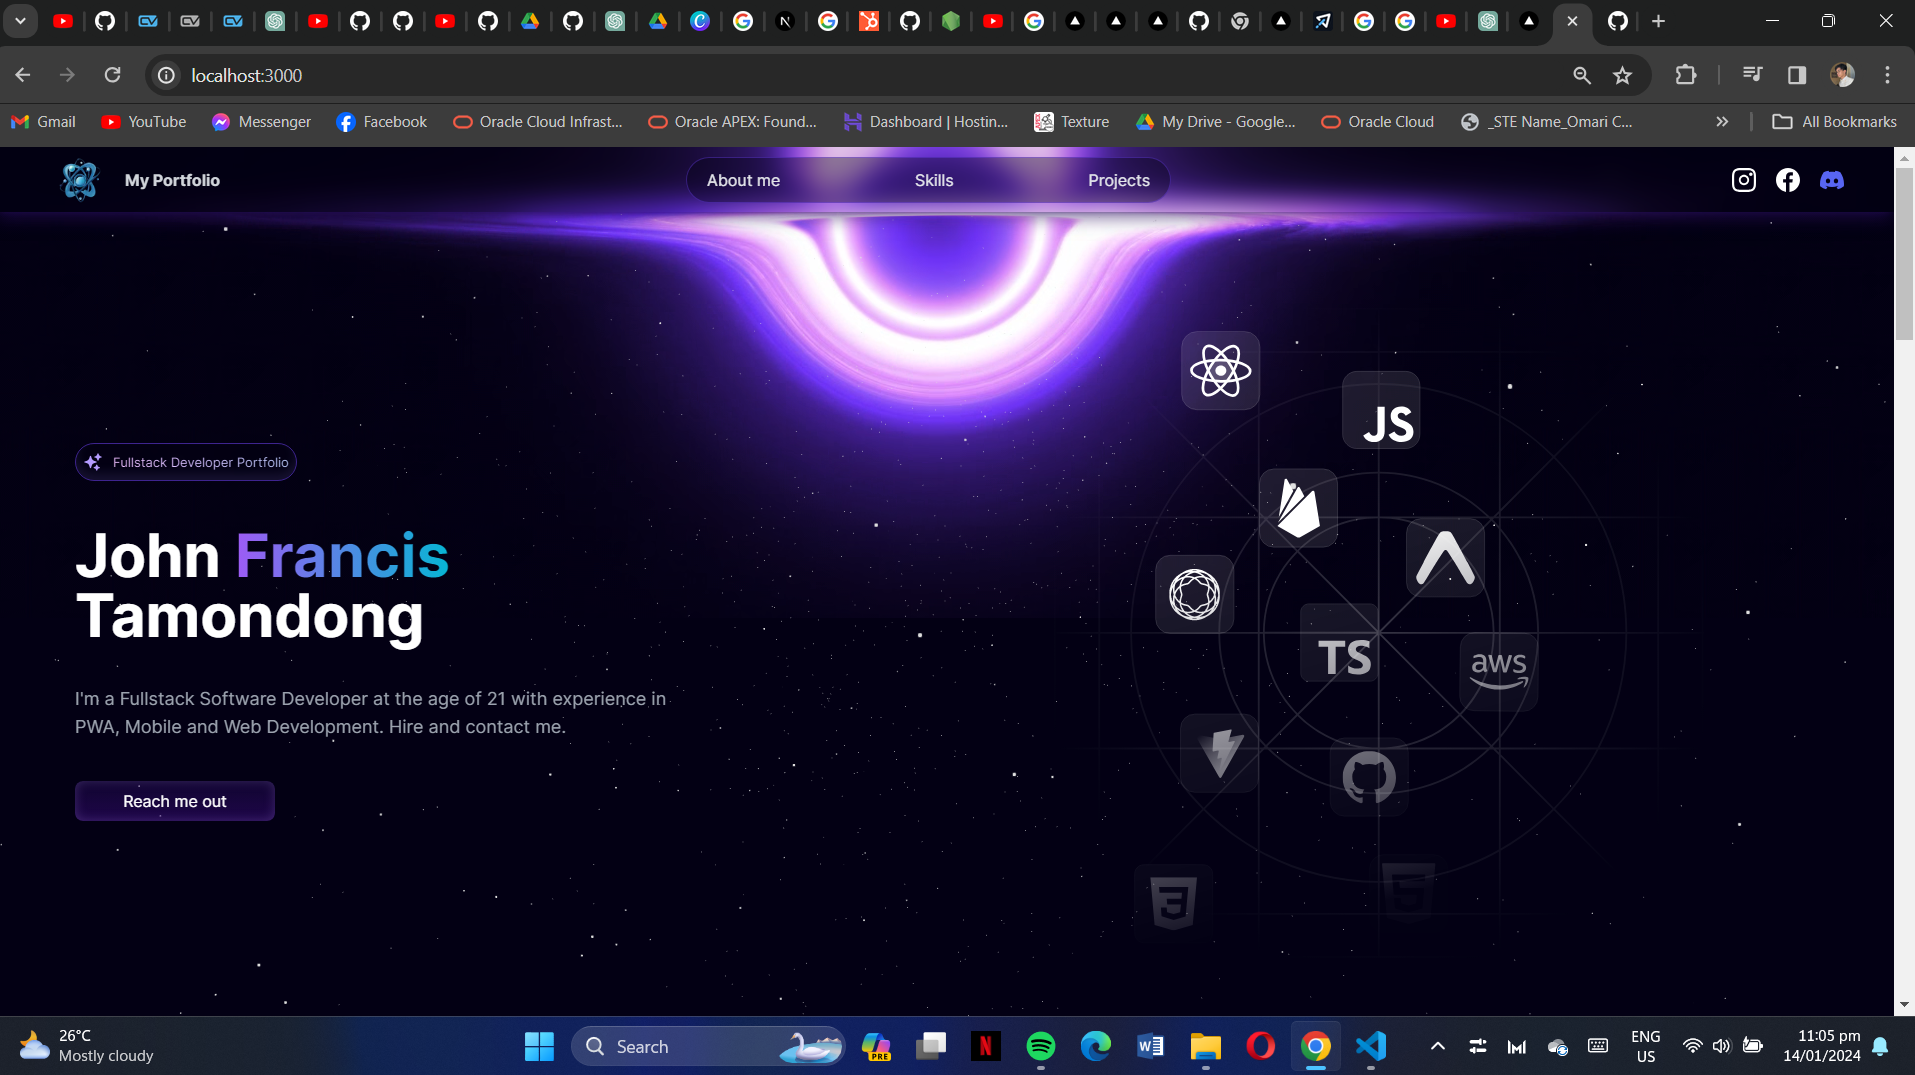 localhost:3000
Gmail
YouTube
Messenger
Facebook
Oracle Cloud Infrast...
Oracle APEX: Found...
Dashboard | Hostin...
Texture
My Drive - Google...
Oracle Cloud
_STE Name_Omari C...
All Bookmarks
My Portfolio
About me
Skills
Projects
JS
Fullstack Developer Portfolio
John Francis
Tamondong
TS
aws
I'm a Fullstack Software Developer at the age of 21 with experience in
PWA, Mobile and Web Development. Hire and contact me.
Reach me out
26°C
Mostly cloudy
Search
PRE
ENG
US
11:05 pm
14/01/2024